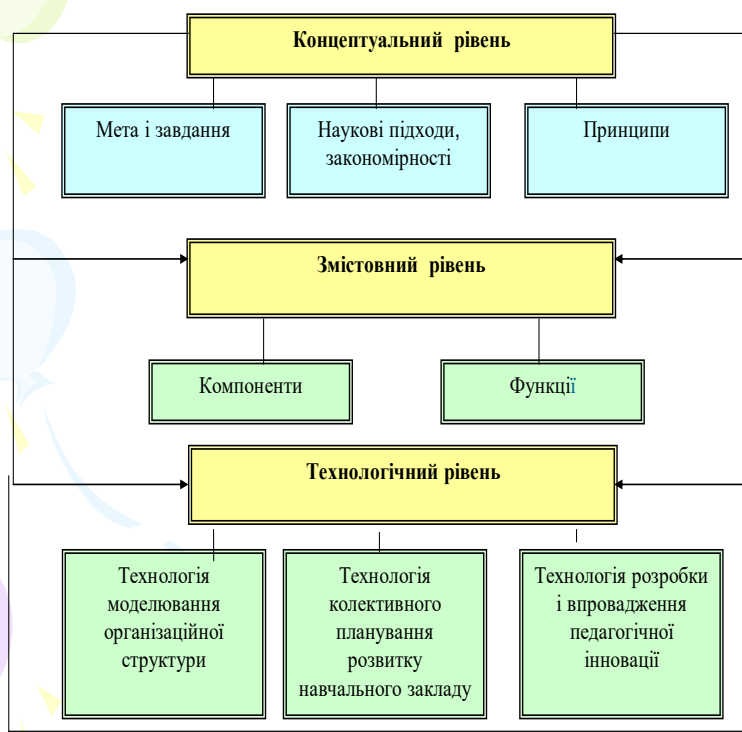 Концептуальний рівень
Мета і завдання
Наукові підходи,
закономірності
Принципи
Змістовний рівень
Компоненти
Функції
Технологічний рівень
Технологія
моделювання
організаційної
структури
Технологія
колективного
планування
розвитку
навчального закладу
Технологія розробки
і впровадження
педагогічної
інновації